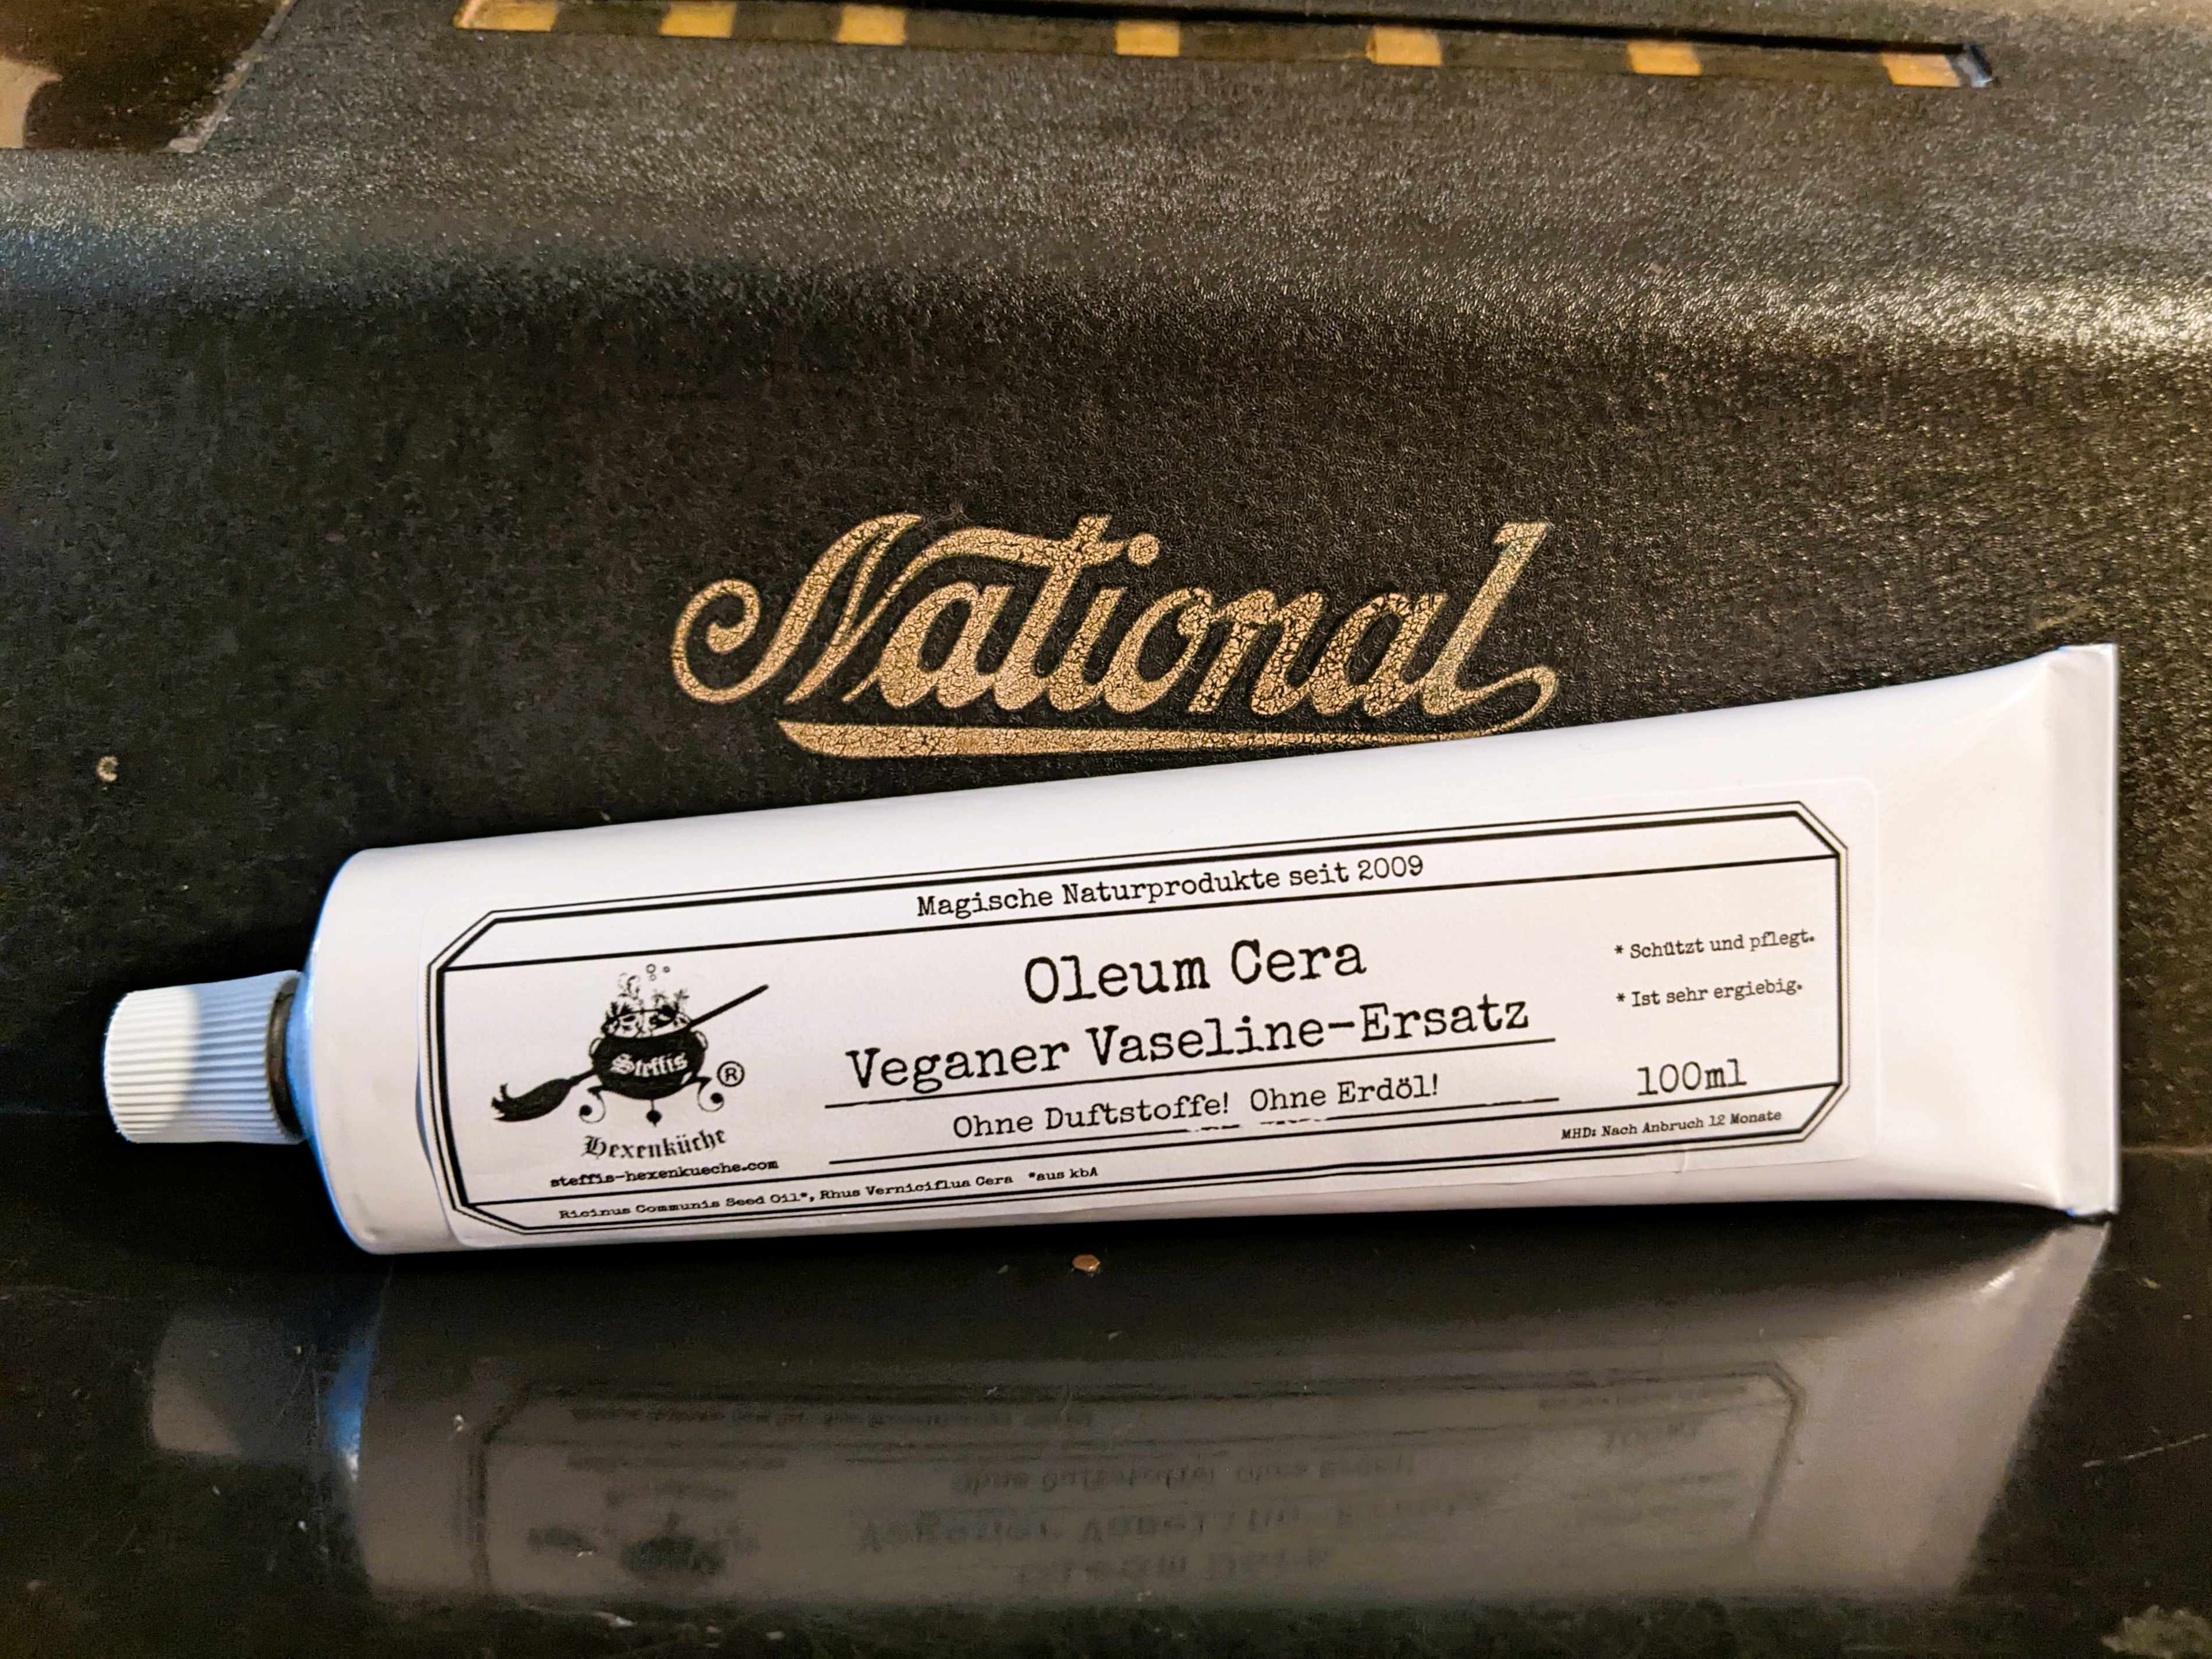 National
Magische Naturprodukte seit 2009
Oleum Cera
Veganer Vaseline-Ersatz
Ohne Duftstoffe! Ohne Erdöl!
* Schützt und pflegt.
* Ist sehr ergiebig.
100ml
MHD: Nach Anbruch 12 Monate
Steffis
®
Hexenküche
steffis-hexenkueche.com
Ricinus Communis Seed Oil*, Rhus Verniciflua Cera *aus kbA